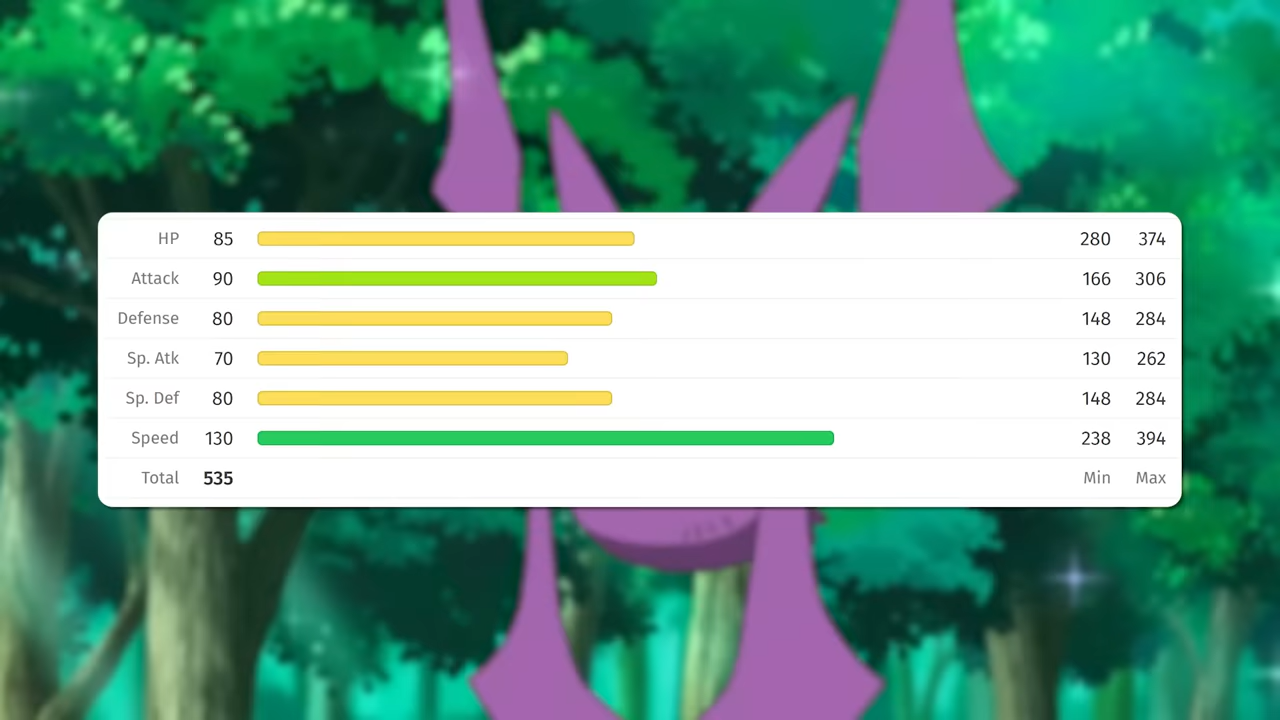 HP 85 280 374
Attack 90 166 306
Defense 80 148 284
Sp. Atk 70 130 262
Sp. Def 80 148 284
Speed 130 238 394
Total 535 Min Max